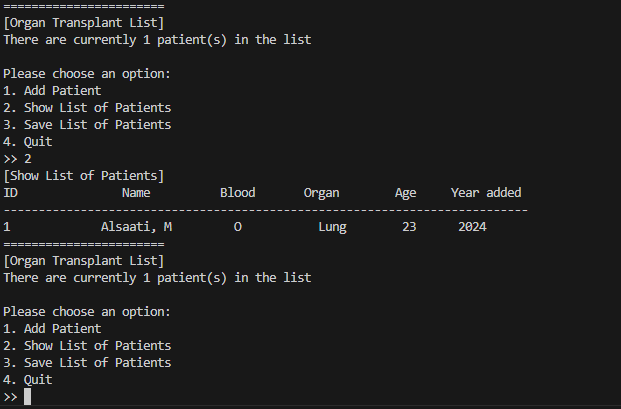 =======================
[Organ Transplant List]
There are currently 1 patient(s) in the list

Please choose an option:
1. Add Patient
2. Show List of Patients
3. Save List of Patients
4. Quit
>> 2
[Show List of Patients]
ID               Name          Blood       Organ        Age     Year added
---------------------------------------------------------------------------
1             Alsaati, M         O           Lung        23      2024
=======================
[Organ Transplant List]
There are currently 1 patient(s) in the list

Please choose an option:
1. Add Patient
2. Show List of Patients
3. Save List of Patients
4. Quit
>>